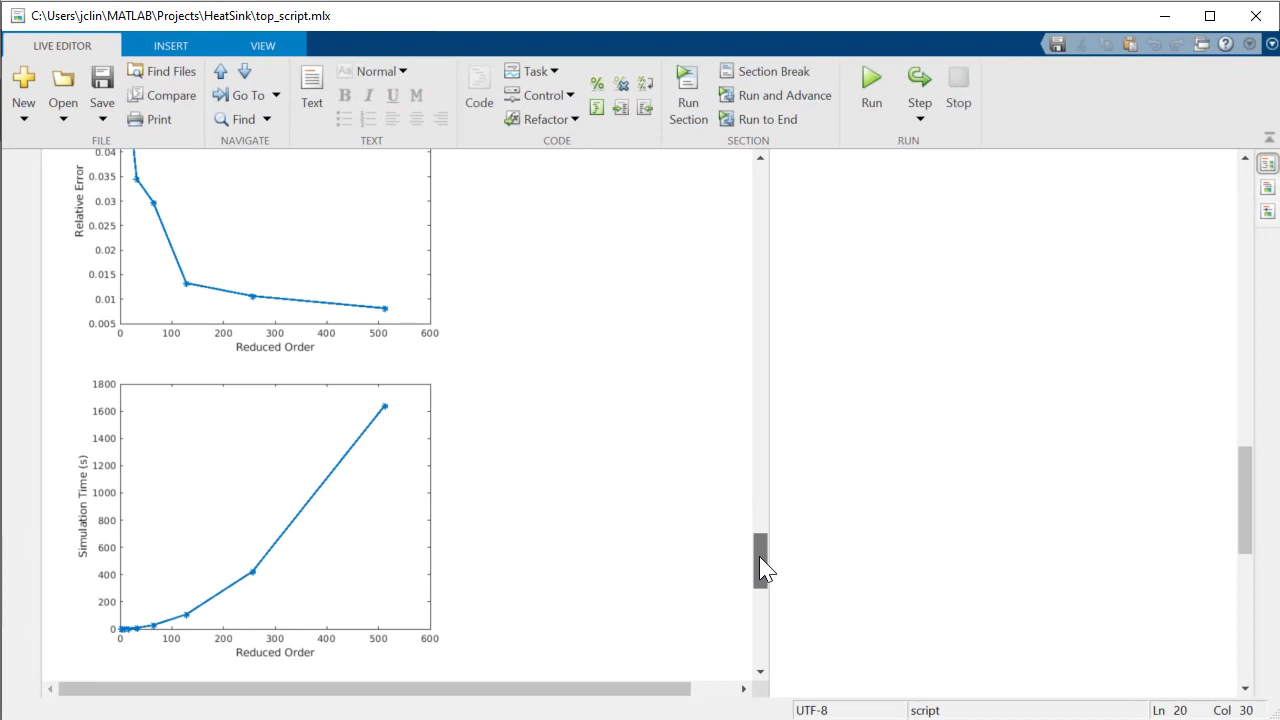 C:\Users\jclin\MATLAB\Projects\HeatSink\top_script.mlx
LIVE EDITOR INSERT VIEW
New Open Save Find Files Compare Print
FILE
Go To Find
NAVIGATE
Text Aa Normal
B I U M
TEXT
Code Task Control Refactor
CODE
Run Section Section Break Run and Advance Run to End
SECTION
Run Step Stop
RUN
0.04
0.035
0.03
0.025
0.02
0.015
0.01
0.005
Relative Error
0 100 200 300 400 500 600
Reduced Order
1800
1600
1400
1200
1000
800
600
400
200
0
Simulation Time (s)
0 100 200 300 400 500 600
Reduced Order
UTF-8 script Ln 20 Col 30